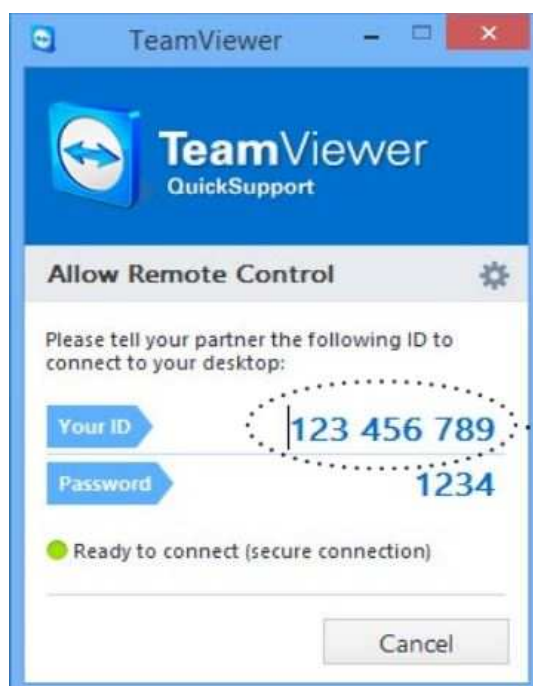 TeamViewer
TeamViewer
QuickSupport
Allow Remote Control
Please tell your partner the following ID to
connect to your desktop:
Your ID 123 456 789
Password 1234
Ready to connect (secure connection)
Cancel